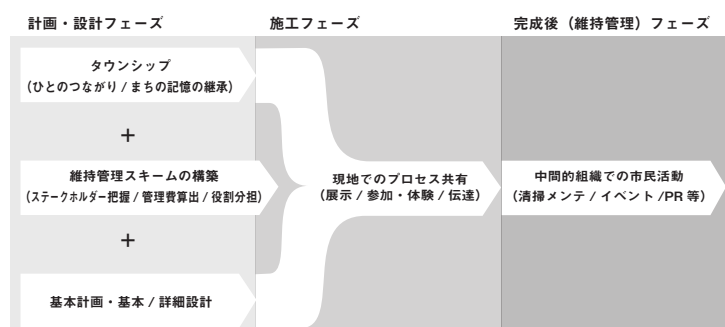 計画・設計フェーズ
施工フェーズ
完成後（維持管理）フェーズ
タウンシップ
（ひとのつながり / まちの記憶の継承）
+
維持管理スキームの構築
（ステークホルダー把握 / 管理費算出 / 役割分担）
+
基本計画・基本 / 詳細設計
現地でのプロセス共有
（展示 / 参加・体験 / 伝達）
中間的組織での市民活動
（清掃メンテ / イベント /PR 等）